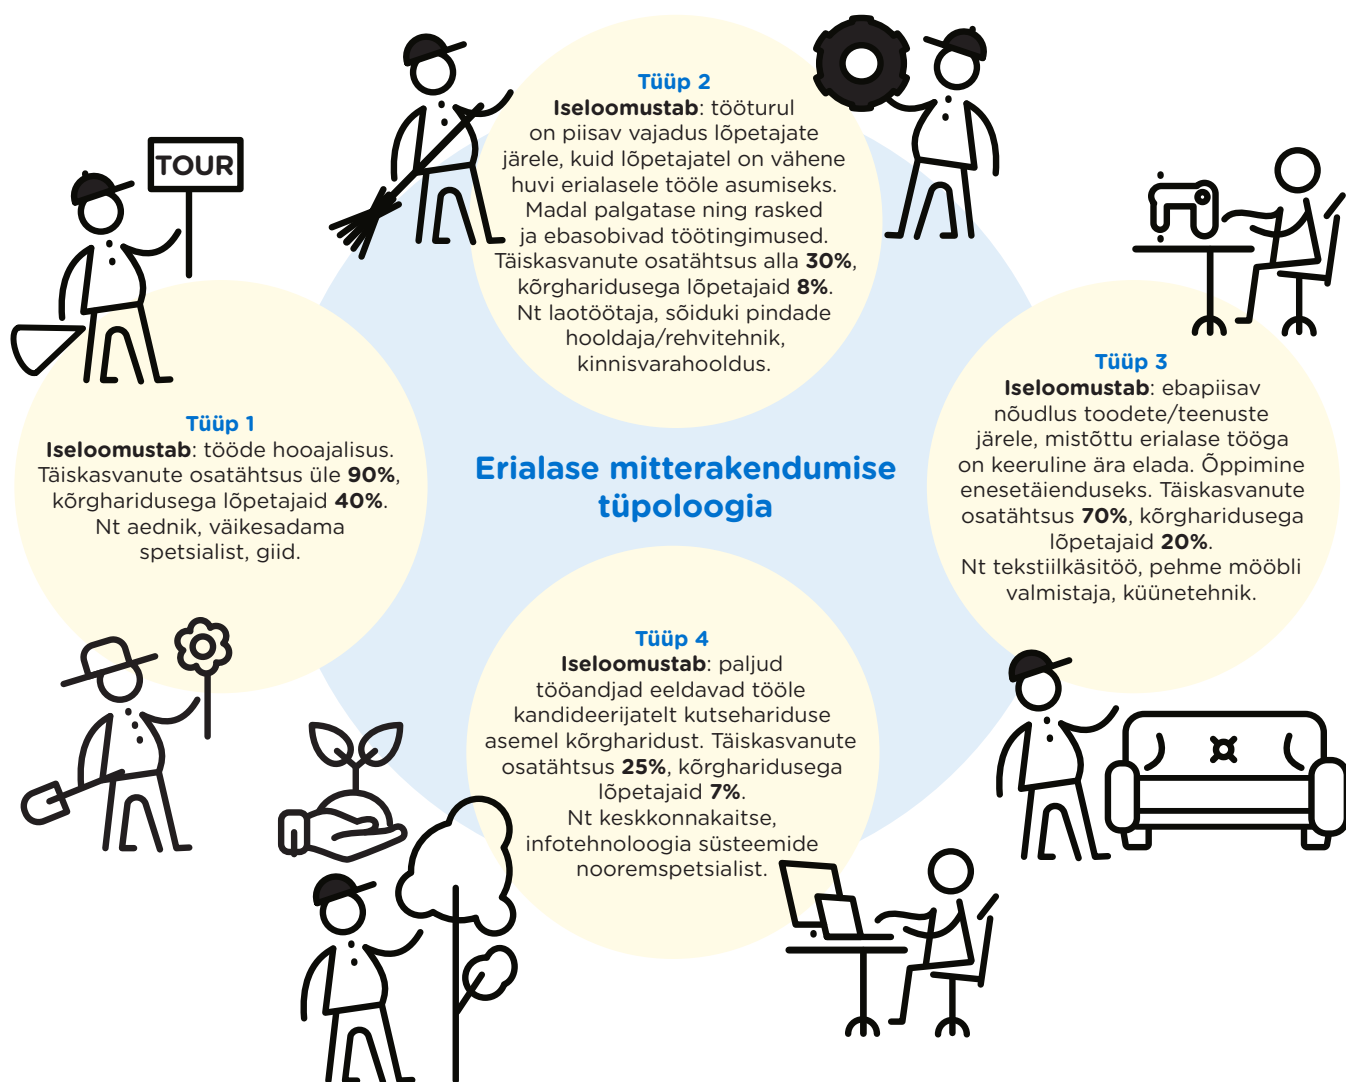 TOUR
Tüüp 1
Iseloomustab: tööde hooajalisus.
Täiskasvanute osatähtsus üle 90%,
kõrgharidusega lõpetajaid 40%.
Nt aednik, väikesadama
spetsialist, giid.
Tüüp 2
Iseloomustab: tööturul
on piisav vajadus lõpetajate
järele, kuid lõpetajatel on vähene
huvi erialasele tööle asumiseks.
Madal palgatase ning rasked
ja ebasobivad töötingimused.
Täiskasvanute osatähtsus alla 30%,
kõrgharidusega lõpetajaid 8%.
Nt laotöötaja, sõiduki pindade
hooldaja/rehvitehnik,
kinnisvarahooldus.
Erialase mitterakendumise
tüpoloogia
Tüüp 3
Iseloomustab: ebapiisav
nõudlus toodete/teenuste
järele, mistõttu erialase tööga
on keeruline ära elada. Õppimine
enesetäienduseks. Täiskasvanute
osatähtsus 70%, kõrgharidusega
lõpetajaid 20%.
Nt tekstiilkäsitöö, pehme mööbli
valmistaja, küünetehnik.
Tüüp 4
Iseloomustab: paljud
tööandjad eeldavad tööle
kandideerijatelt kutsehariduse
asemel kõrgharidust. Täiskasvanute
osatähtsus 25%, kõrgharidusega
lõpetajaid 7%.
Nt keskkonnakaitse,
infotehnoloogia süsteemide
nooremspetsialist.